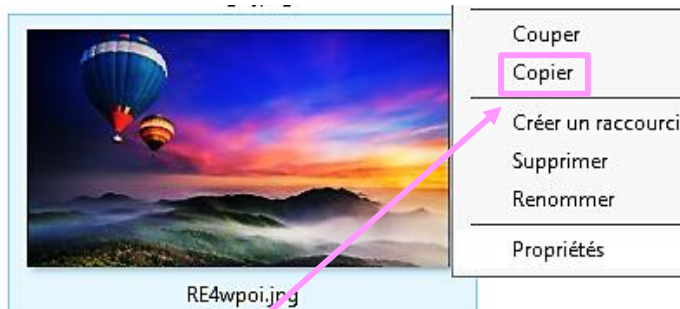 Couper
Copier
Créer un raccourci
Supprimer
Renommer
Propriétés
RE4wpoi.jpg